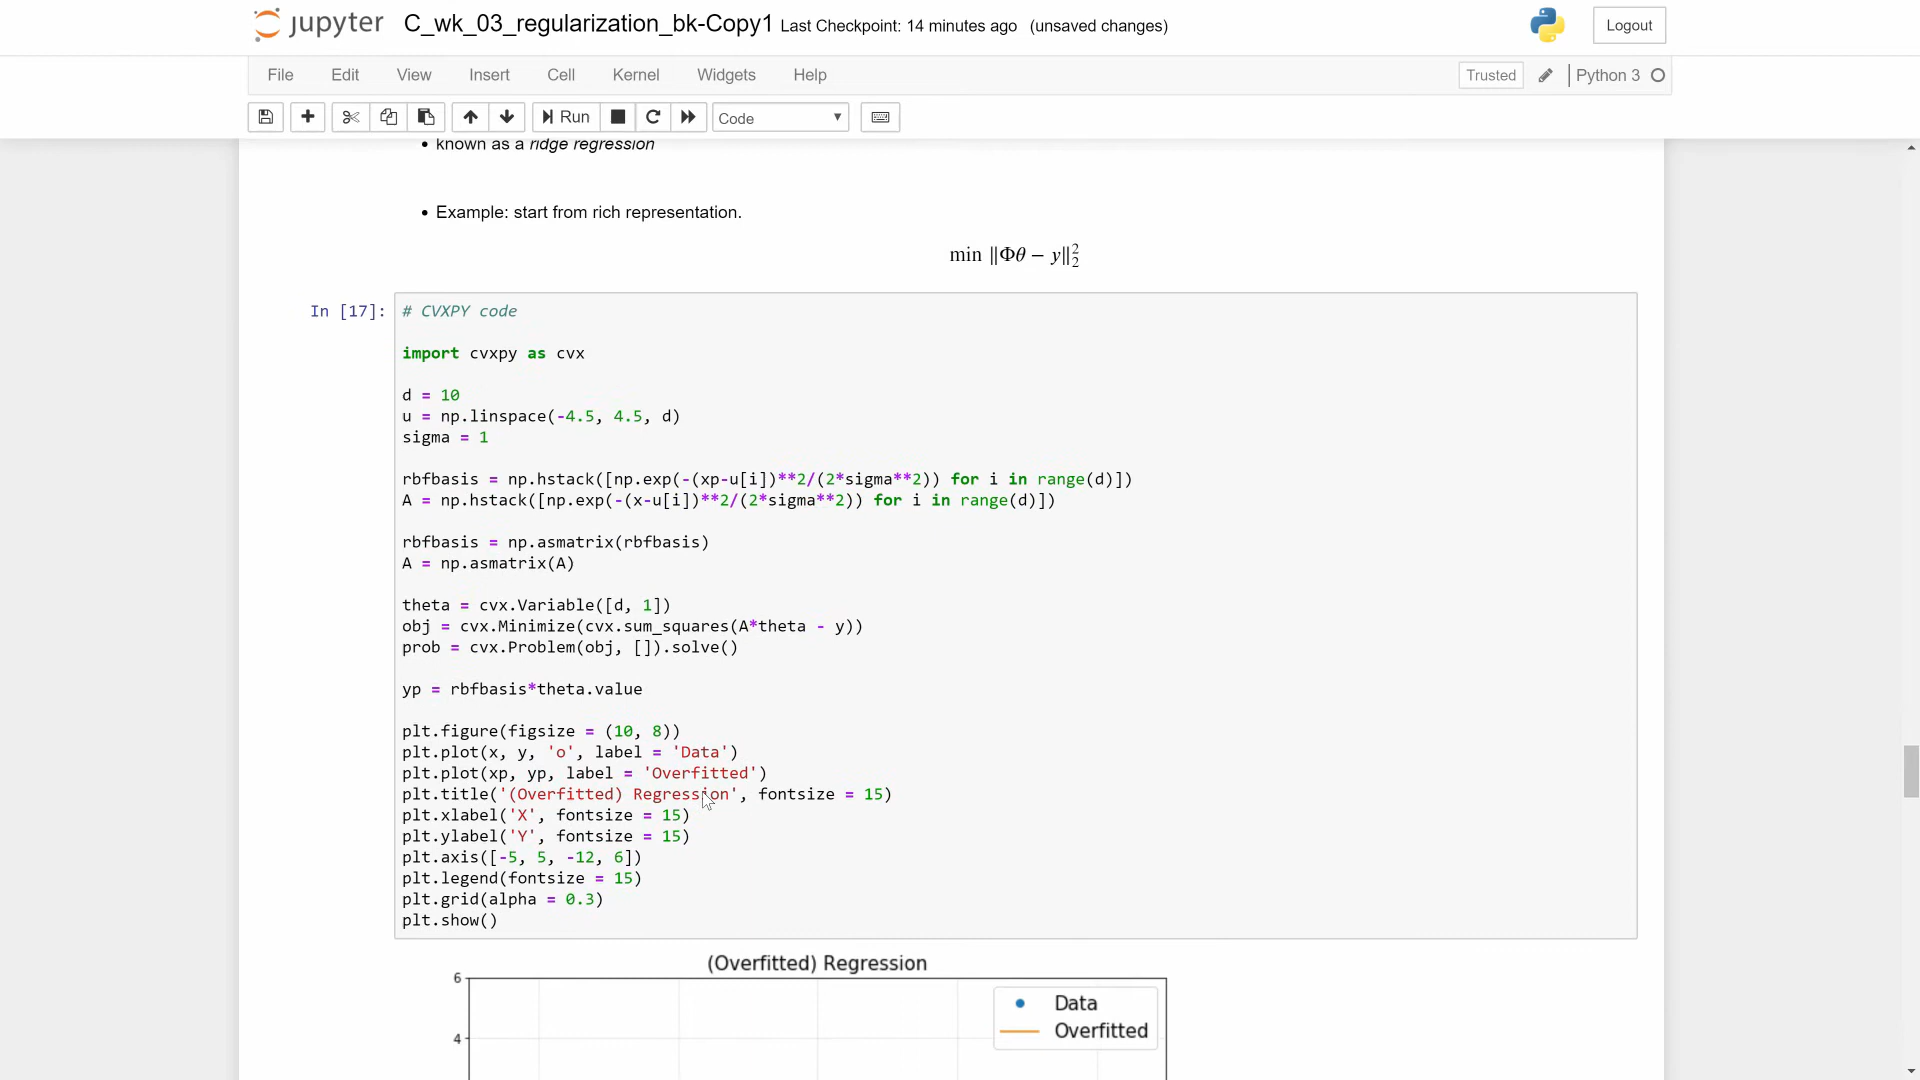 jupyter C_wk_03_regularization_bk-Copy1 Last Checkpoint: 14 minutes ago (unsaved changes) Logout
File Edit View Insert Cell Kernel Widgets Help Trusted Python 3
Run Code
• known as a ridge regression
• Example: start from rich representation.
min ‖Φθ − y‖₂²
In [17]: # CVXPY code
import cvxpy as cvx
d = 10
u = np.linspace(-4.5, 4.5, d)
sigma = 1
rbfbasis = np.hstack([np.exp(-(xp-u[i])**2/(2*sigma**2)) for i in range(d)])
A = np.hstack([np.exp(-(x-u[i])**2/(2*sigma**2)) for i in range(d)])
rbfbasis = np.asmatrix(rbfbasis)
A = np.asmatrix(A)
theta = cvx.Variable([d, 1])
obj = cvx.Minimize(cvx.sum_squares(A*theta - y))
prob = cvx.Problem(obj, []).solve()
yp = rbfbasis*theta.value
plt.figure(figsize = (10, 8))
plt.plot(x, y, 'o', label = 'Data')
plt.plot(xp, yp, label = 'Overfitted')
plt.title('(Overfitted) Regression', fontsize = 15)
plt.xlabel('X', fontsize = 15)
plt.ylabel('Y', fontsize = 15)
plt.axis([-5, 5, -12, 6])
plt.legend(fontsize = 15)
plt.grid(alpha = 0.3)
plt.show()
(Overfitted) Regression
6
Data
Overfitted
4